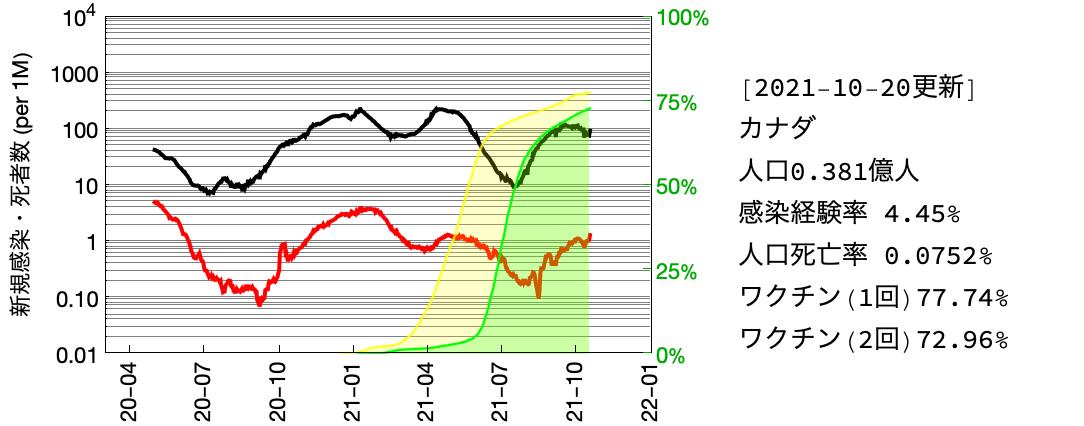 新規感染・死者数 (per 1M)
10^4
1000
100
10
1
0.10
0.01
100%
75%
50%
25%
0%
20-04
20-07
20-10
21-01
21-04
21-07
21-10
22-01
[2021-10-20更新]
カナダ
人口0.381億人
感染経験率 4.45%
人口死亡率 0.0752%
ワクチン(1回)77.74%
ワクチン(2回)72.96%